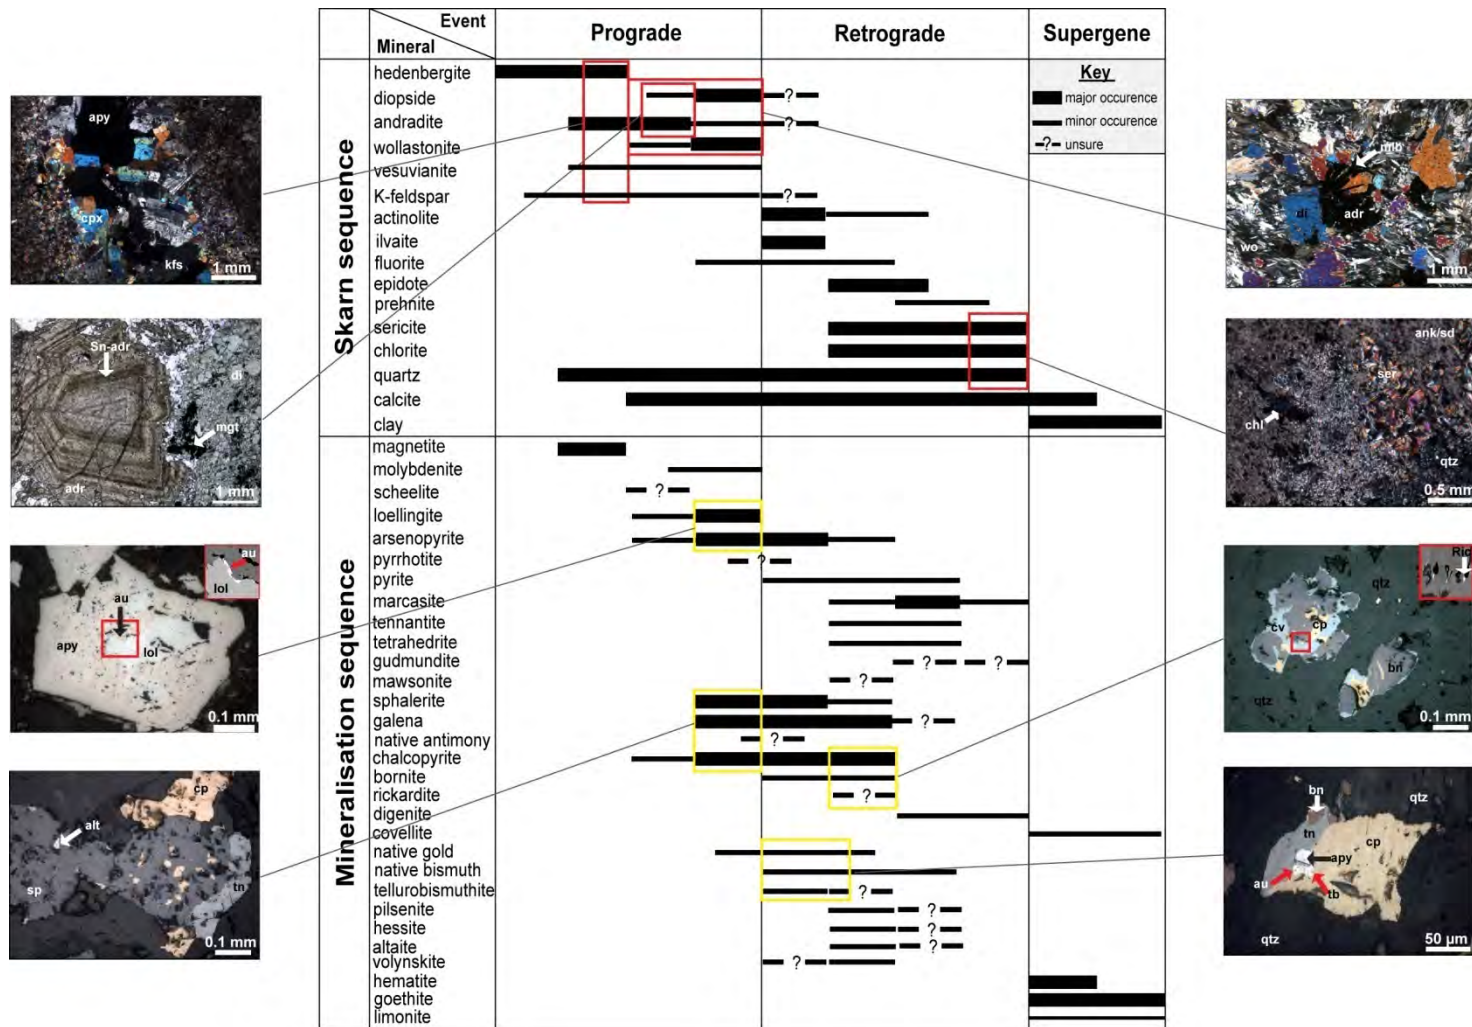 Event
Mineral
Prograde
Retrograde
Supergene
Skarn sequence
hedenbergite
diopside
?
andradite
?
wollastonite
vesuvianite
K-feldspar
?
actinolite
ilvaite
fluorite
epidote
prehnite
sericite
chlorite
quartz
calcite
clay
Key
major occurence
minor occurence
? unsure
Mineralisation sequence
magnetite
molybdenite
scheelite
?
loellingite
arsenopyrite
pyrrhotite
?
pyrite
marcasite
tennantite
tetrahedrite
gudmundite
? ?
mawsonite
?
sphalerite
galena
?
native antimony
?
chalcopyrite
bornite
rickardite
?
digenite
covellite
native gold
native bismuth
tellurobismuthite
?
pilsenite
?
hessite
?
altaite
?
volynskite
?
hematite
goethite
limonite
apy
cpx
kfs
1 mm
Sn-adr
di
mgt
adr
1 mm
au
lol
au
apy
lol
0.1 mm
cp
alt
sp
tn
0.1 mm
di
adr
wo
1 mm
ank/sd
ser
chl
qtz
0.5 mm
qtz
cv
cp
bn
qtz
0.1 mm
bn
qtz
tn
cp
apy
au
tb
qtz
50 µm